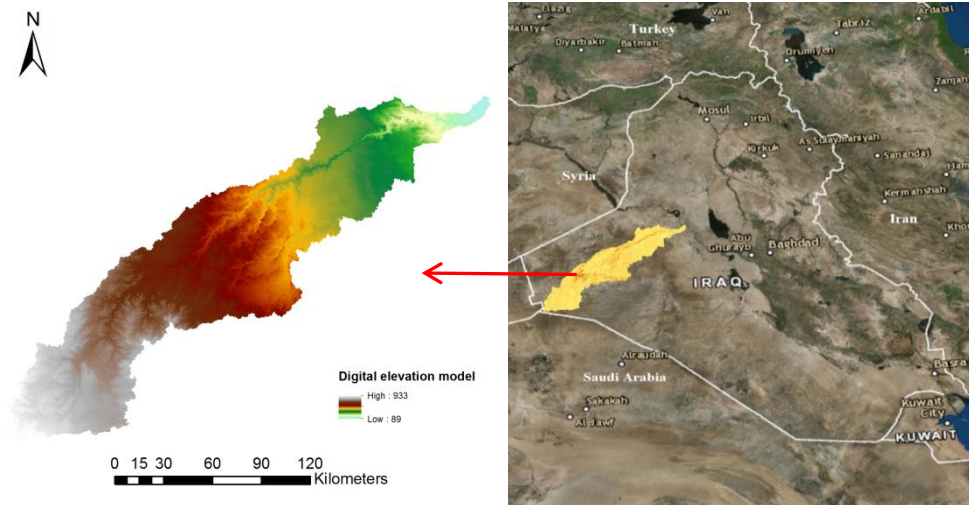 N
Digital elevation model
High : 933
Low : 89
0 15 30 60 90 120
Kilometers
Elazig
Malatya
Van
Turkey
Tabriz
Ardabil
Diyarbakir
Batman
Orumiyeh
Zanjan
Mosul
Irbil
Kirkuk
As Sulaymaniyah
Sanandaj
Syria
Kermanshah
Iran
Abu
Ghurayb
Baghdad
IRAQ
Alraudah
Saudi Arabia
Basra
Sakakah
Al Jawf
Kuwait
City
KUWAIT